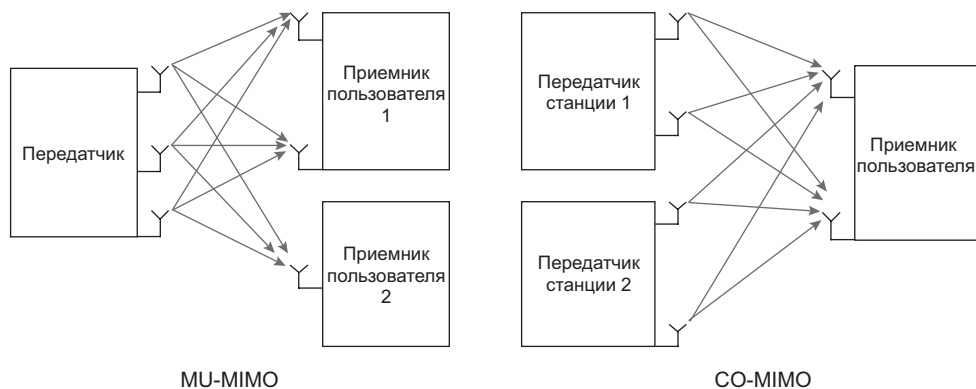 Передатчик
Приемник
пользователя
1
Приемник
пользователя
2
MU-MIMO
Передатчик
станции 1
Передатчик
станции 2
Приемник
пользователя
CO-MIMO